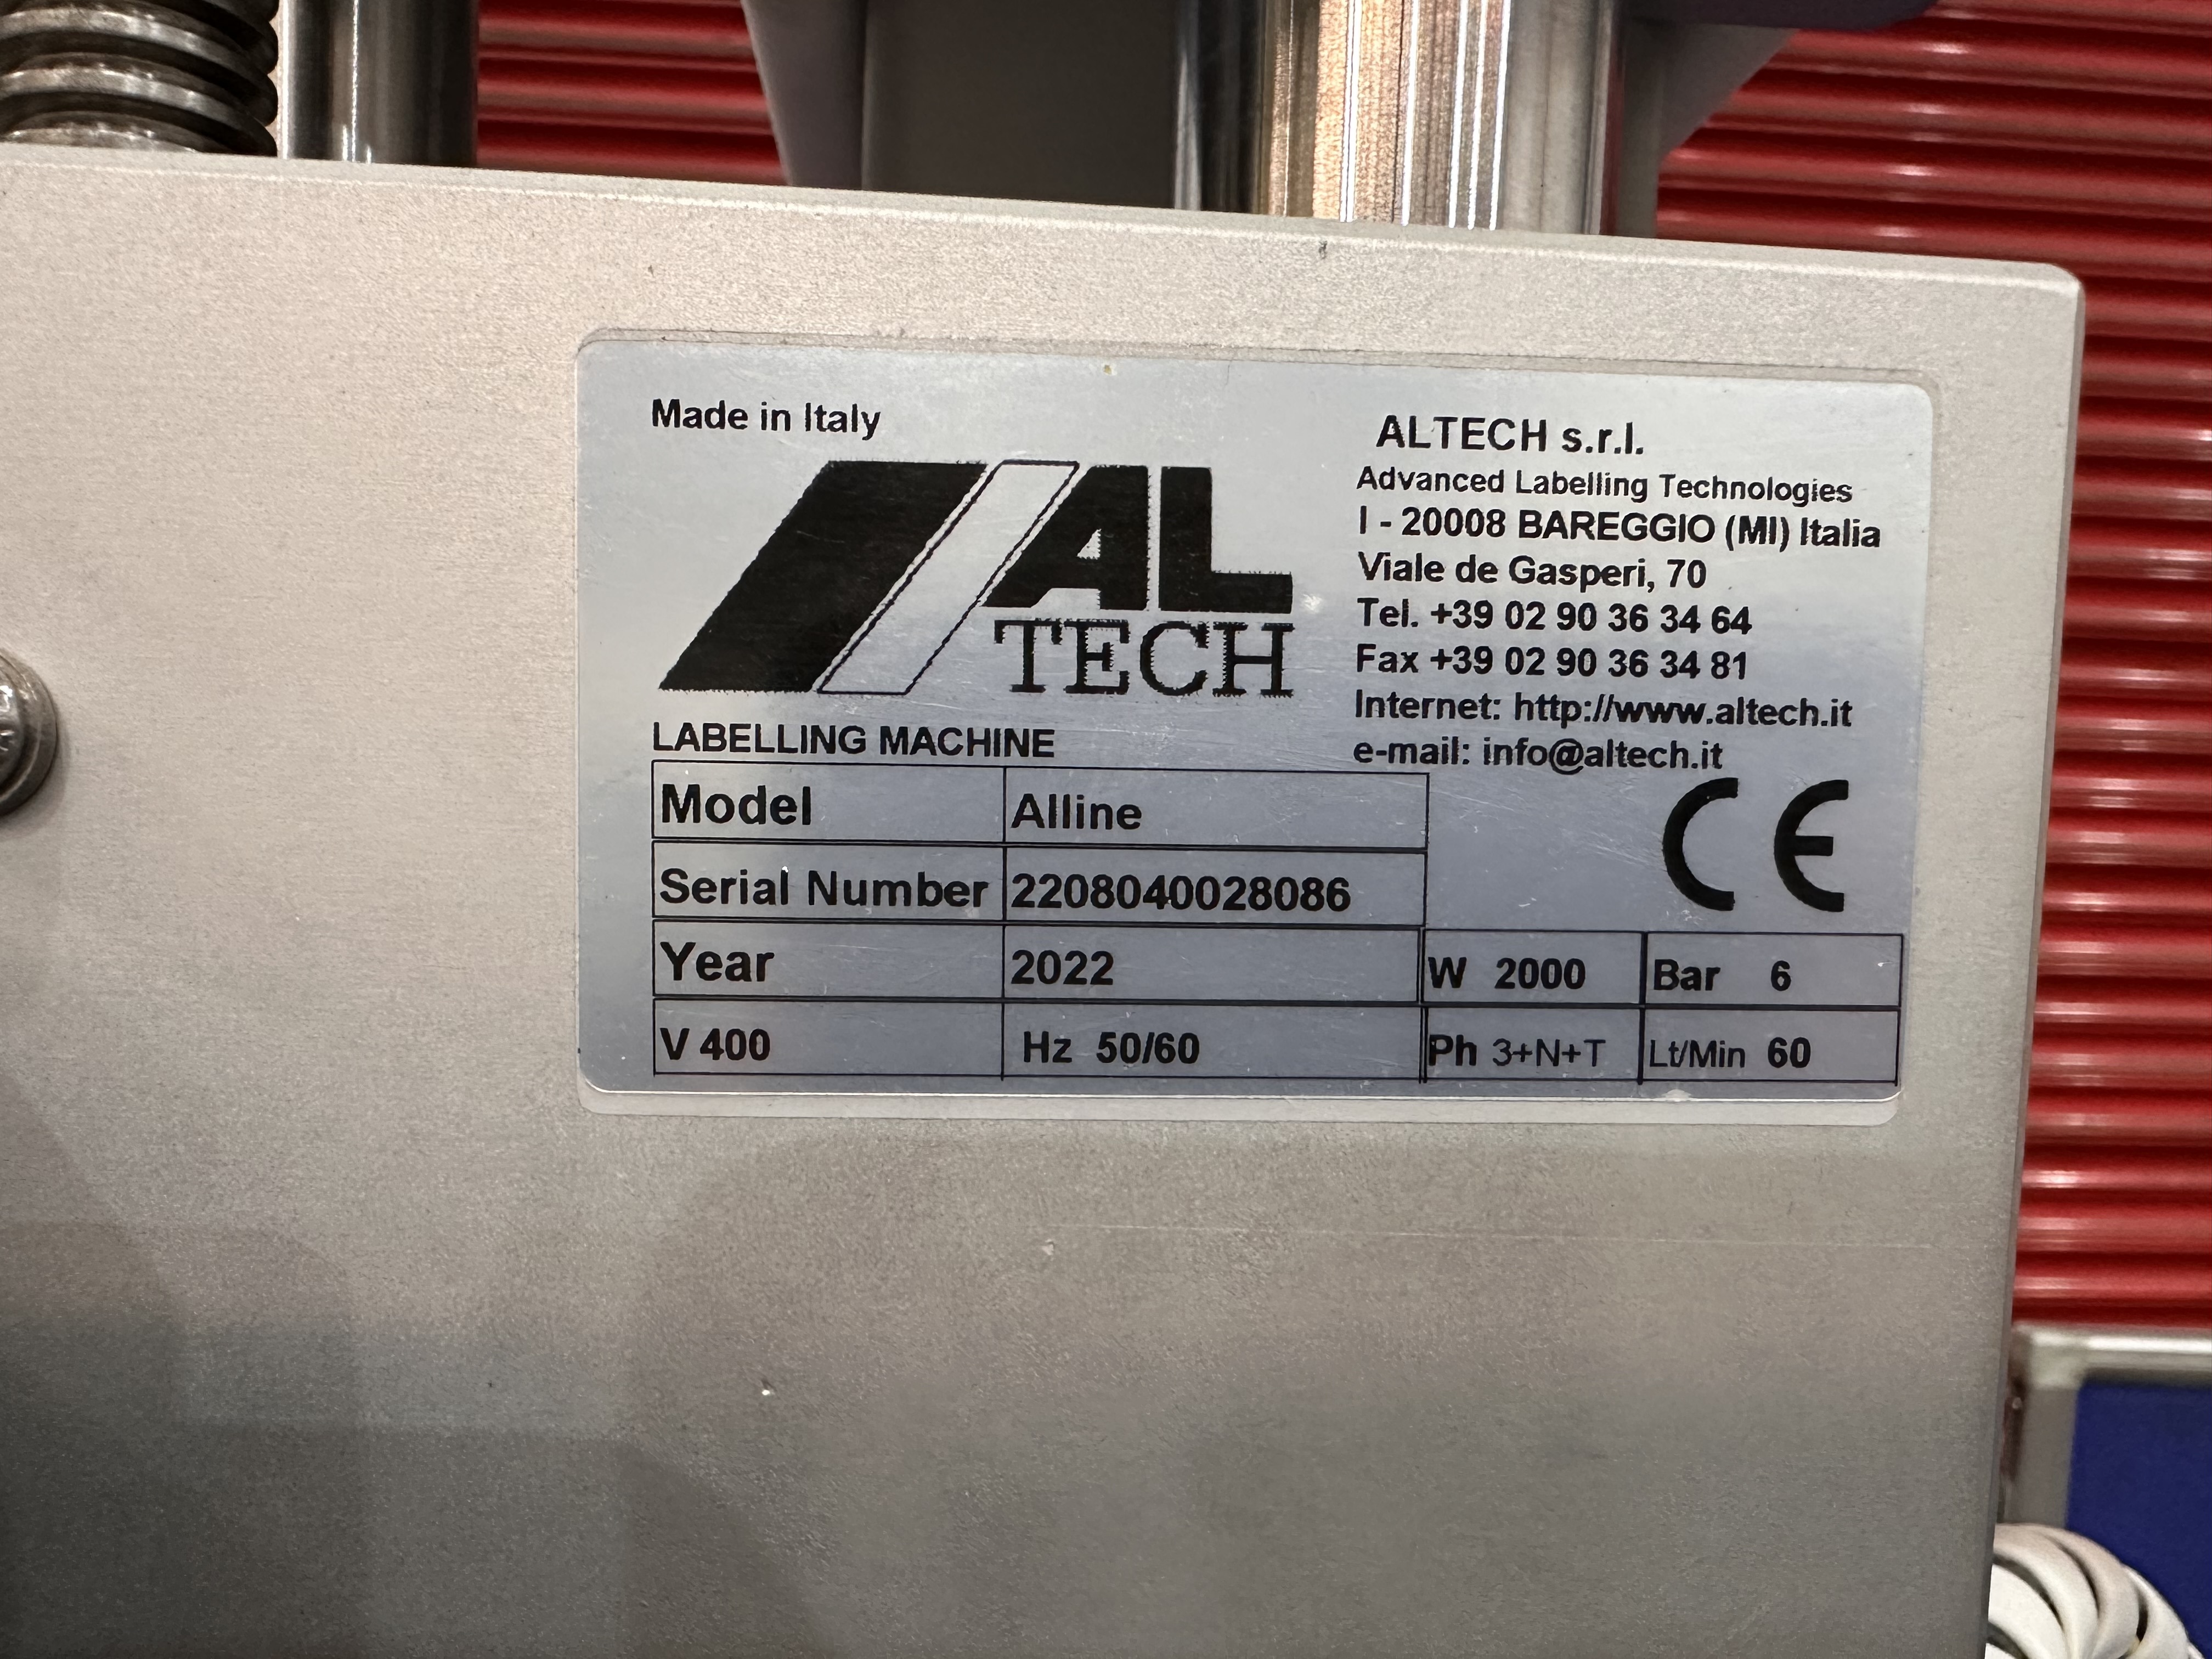 Made in Italy
AL
TECH
ALTECH s.r.l.
Advanced Labelling Technologies
I - 20008 BAREGGIO (MI) Italia
Viale de Gasperi, 70
Tel. +39 02 90 36 34 64
Fax +39 02 90 36 34 81
Internet: http://www.altech.it
e-mail: info@altech.it
LABELLING MACHINE
CE
Model Alline
Serial Number 2208040028086
Year 2022 W 2000 Bar 6
V 400 Hz 50/60 Ph 3+N+T Lt/Min 60